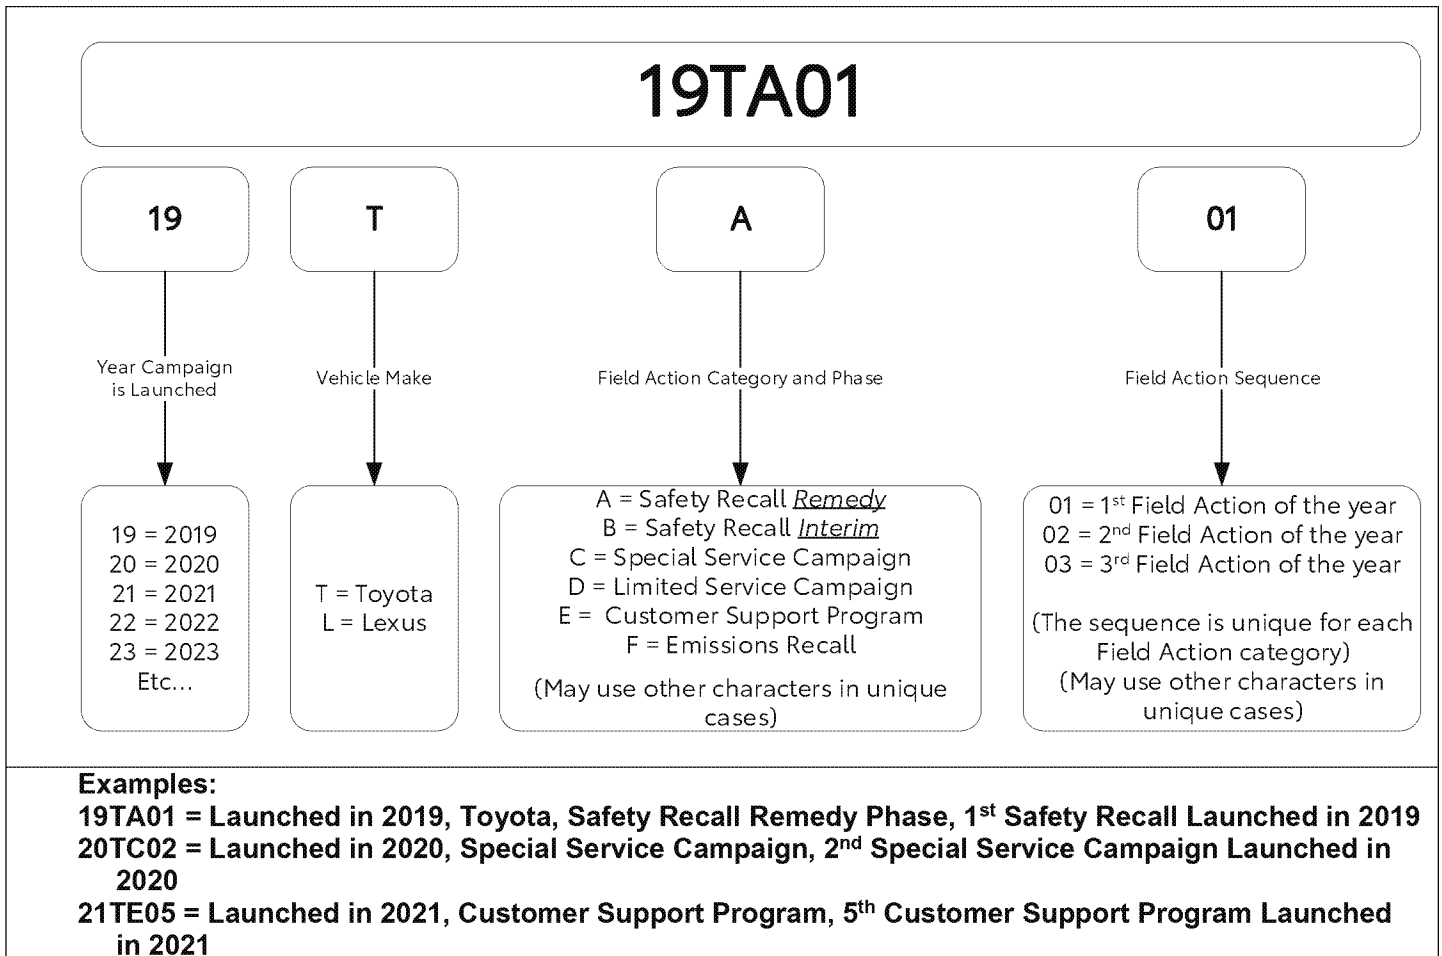 19TA01
19
T
A
01
Year Campaign
is Launched
Vehicle Make
Field Action Category and Phase
Field Action Sequence
19 = 2019
20 = 2020
21 = 2021
22 = 2022
23 = 2023
Etc...
T = Toyota
L = Lexus
A = Safety Recall Remedy
B = Safety Recall Interim
C = Special Service Campaign
D = Limited Service Campaign
E =  Customer Support Program
F = Emissions Recall
(May use other characters in unique
cases)
01 = 1st Field Action of the year
02 = 2nd Field Action of the year
03 = 3rd Field Action of the year
(The sequence is unique for each
Field Action category)
(May use other characters in
unique cases)
Examples:
19TA01 = Launched in 2019, Toyota, Safety Recall Remedy Phase, 1st Safety Recall Launched in 2019
20TC02 = Launched in 2020, Special Service Campaign, 2nd Special Service Campaign Launched in
2020
21TE05 = Launched in 2021, Customer Support Program, 5th Customer Support Program Launched
in 2021